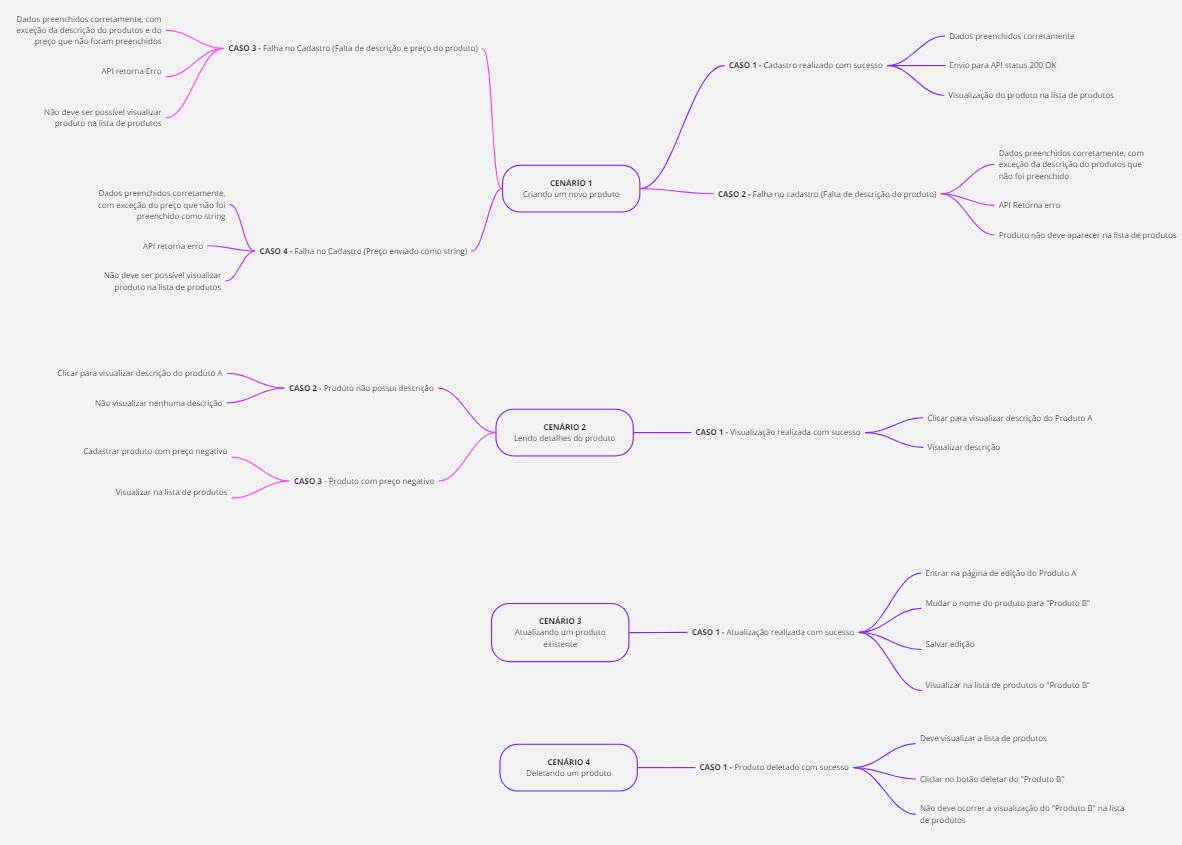 Dados preenchidos corretamente, com
exceção da descrição do produtos e do
preço que não foram preenchidos
API retorna Erro
Não deve ser possível visualizar
produto na lista de produtos
CASO 3 - Falha no Cadastro (Falta de descrição e preço do produto)
Dados preenchidos corretamente,
com exceção do preço que não foi
preenchido como string
API retorna erro
Não deve ser possível visualizar
produto na lista de produtos
CASO 4 - Falha no Cadastro (Preço enviado como string)
CENÁRIO 1
Criando um novo produto
CASO 1 - Cadastro realizado com sucesso
Dados preenchidos corretamente
Envio para API status 200 OK
Visualização do produto na lista de produtos
CASO 2 - Falha no cadastro (Falta de descrição do produto)
Dados preenchidos corretamente, com
exceção da descrição do produtos que
não foi preenchido
API Retorna erro
Produto não deve aparecer na lista de produtos
Clicar para visualizar descrição do produto A
Não visualizar nenhuma descrição
CASO 2 - Produto não possui descrição
Cadastrar produto com preço negativo
Visualizar na lista de produtos
CASO 3 - Produto com preço negativo
CENÁRIO 2
Lendo detalhes do produto
CASO 1 - Visualização realizada com sucesso
Clicar para visualizar descrição do Produto A
Visualizar descrição
CENÁRIO 3
Atualizando um produto
existente
CASO 1 - Atualização realizada com sucesso
Entrar na página de edição do Produto A
Mudar o nome do produto para "Produto B"
Salvar edição
Visualizar na lista de produtos o "Produto B"
CENÁRIO 4
Deletando um produto
CASO 1 - Produto deletado com sucesso
Deve visualizar a lista de produtos
Cliclar no botão deletar do "Produto B"
Não deve ocorrer a visualização do "Produto B" na lista
de produtos